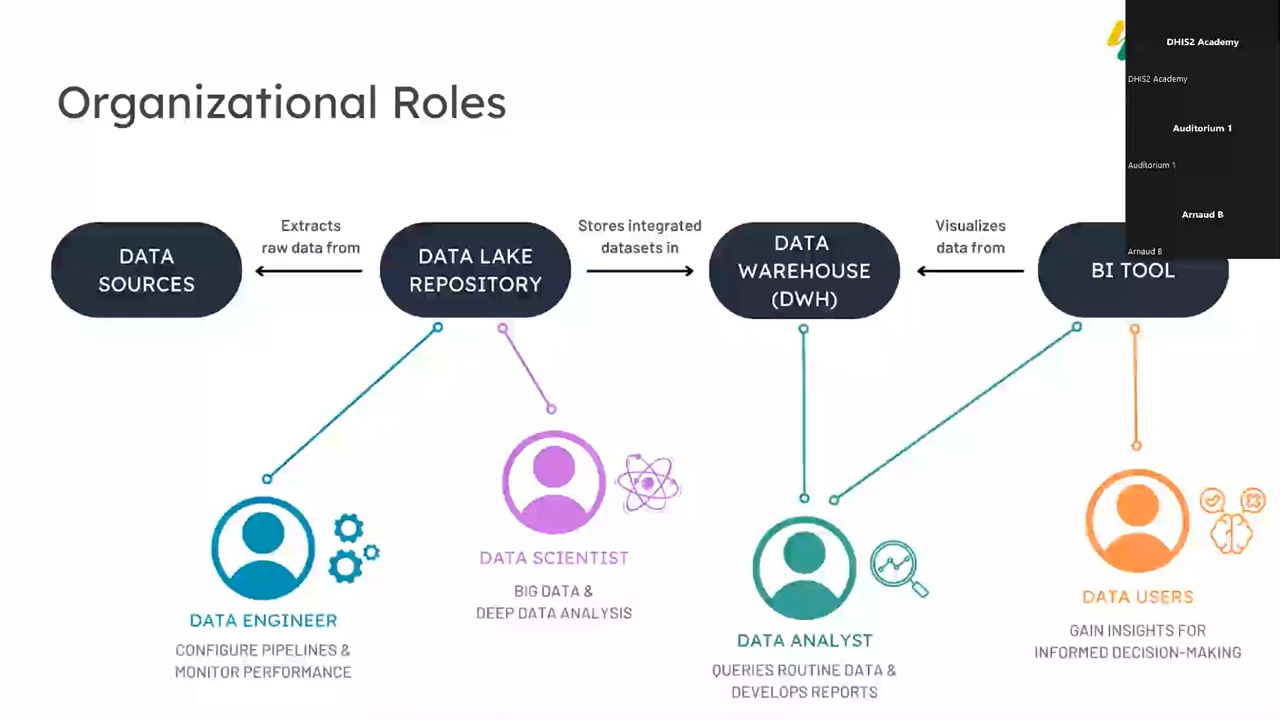 DHIS2 Academy
DHIS2 Academy
Auditorium 1
Auditorium 1
Arnaud B
Arnaud B
Organizational Roles
DATA
SOURCES
Extracts
raw data from
DATA LAKE
REPOSITORY
Stores integrated
datasets in
DATA
WAREHOUSE
(DWH)
Visualizes
data from
BI TOOL
DATA ENGINEER
CONFIGURE PIPELINES &
MONITOR PERFORMANCE
DATA SCIENTIST
BIG DATA &
DEEP DATA ANALYSIS
DATA ANALYST
QUERIES ROUTINE DATA &
DEVELOPS REPORTS
DATA USERS
GAIN INSIGHTS FOR
INFORMED DECISION-MAKING